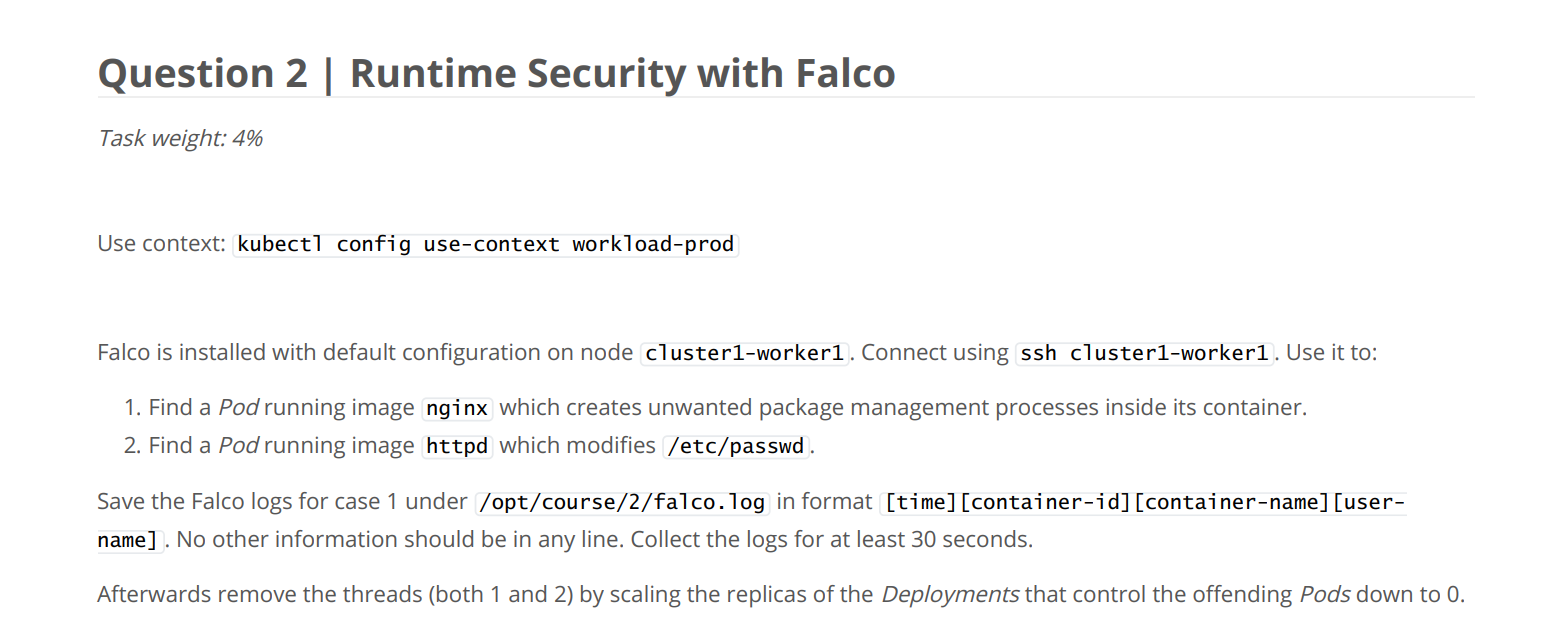 Question 2 | Runtime Security with Falco
Task weight: 4%
Use context: kubectl config use-context workload-prod
Falco is installed with default configuration on node cluster1-worker1. Connect using ssh cluster1-worker1. Use it to:
1. Find a Pod running image nginx which creates unwanted package management processes inside its container.
2. Find a Pod running image httpd which modifies /etc/passwd.
Save the Falco logs for case 1 under /opt/course/2/falco.log in format [time][container-id][container-name][user-
name]. No other information should be in any line. Collect the logs for at least 30 seconds.
Afterwards remove the threads (both 1 and 2) by scaling the replicas of the Deployments that control the offending Pods down to 0.